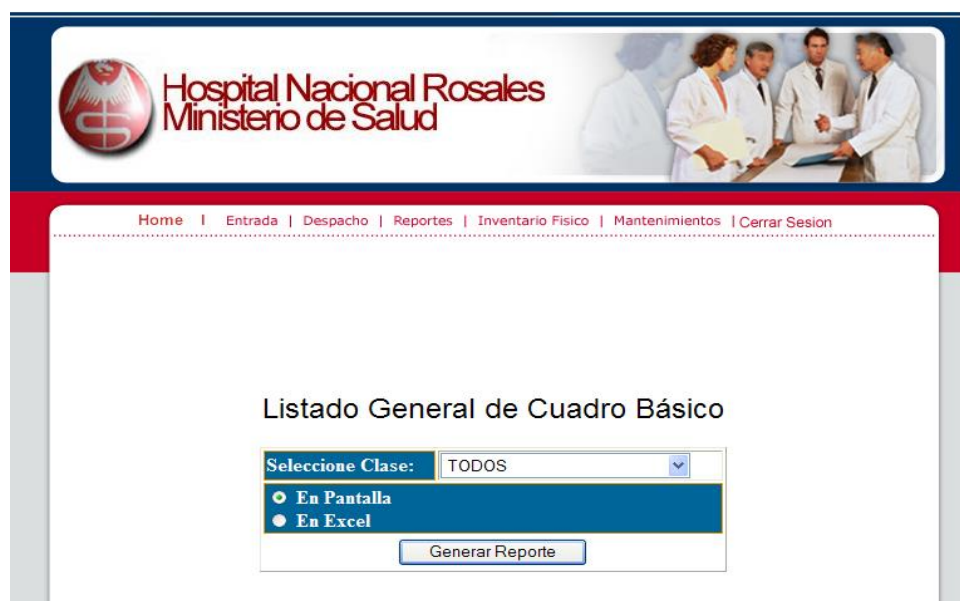 Hospital Nacional Rosales
Ministerio de Salud
Home | Entrada | Despacho | Reportes | Inventario Fisico | Mantenimientos | Cerrar Sesion
Listado General de Cuadro Básico
Seleccione Clase: TODOS
En Pantalla
En Excel
Generar Reporte